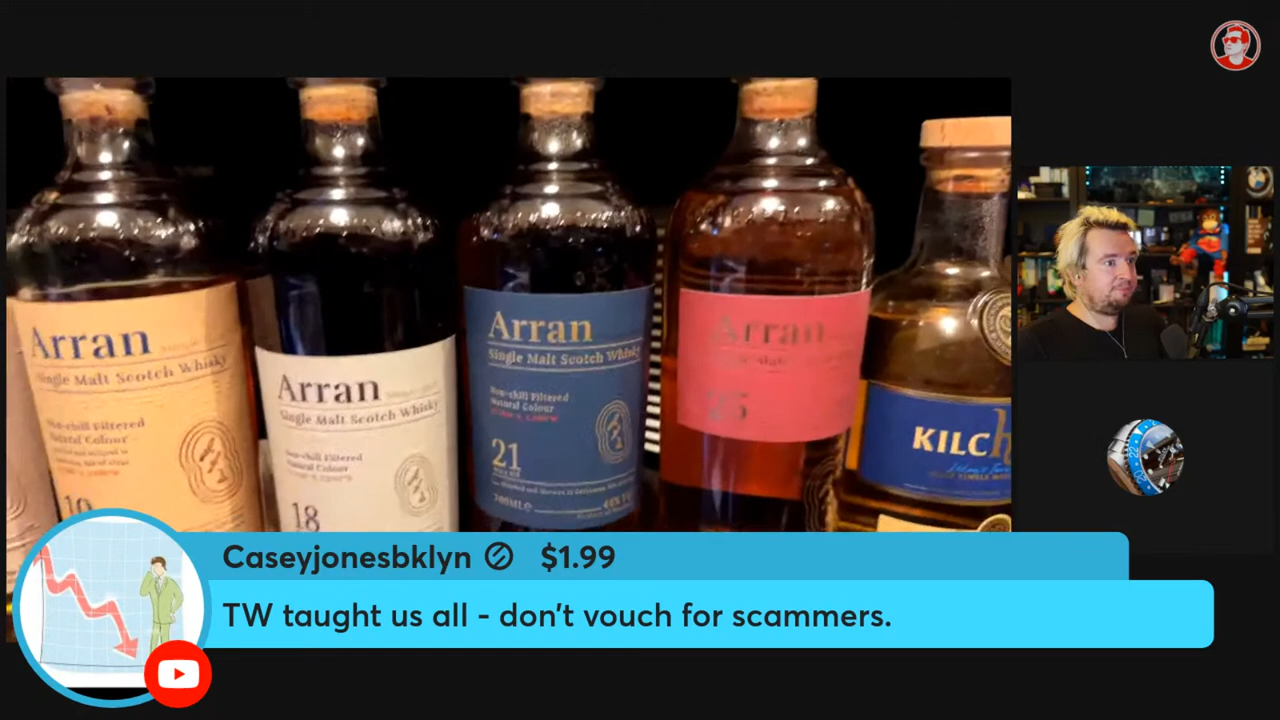 Arran
Single Malt Scotch Whisky
Non-chill Filtered
Natural Colour
10
Arran
Single Malt Scotch Whisky
Non-chill Filtered
Natural Colour
18
Arran
Single Malt Scotch Whisky
Non-chill Filtered
Natural Colour
21
700ML
Arran
25
KILCh
Caseyjonesbklyn $1.99
TW taught us all - don't vouch for scammers.